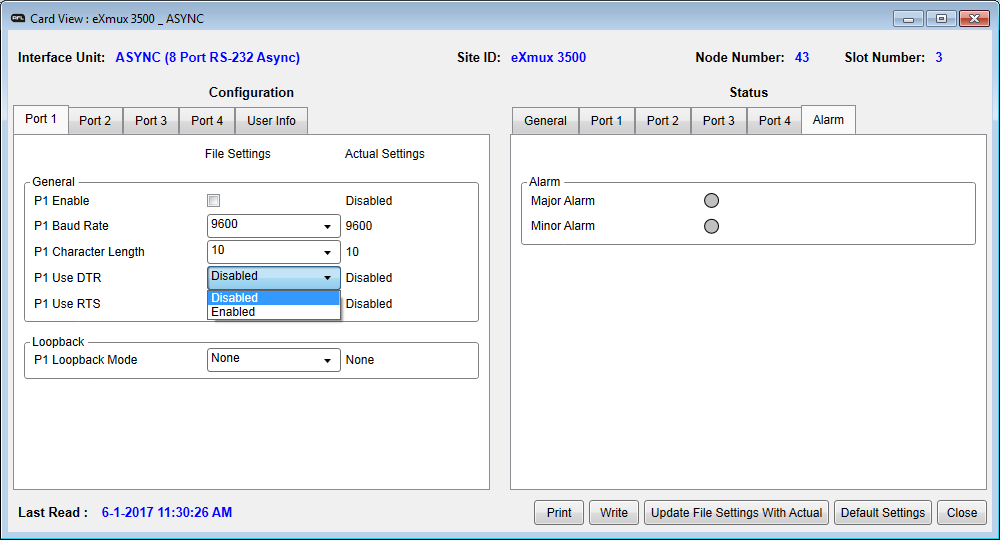 AFL Card View : eXmux 3500 _ ASYNC
Interface Unit: ASYNC (8 Port RS-232 Async) Site ID: eXmux 3500 Node Number: 43 Slot Number: 3
Configuration Status
Port 1 Port 2 Port 3 Port 4 User Info General Port 1 Port 2 Port 3 Port 4 Alarm
File Settings Actual Settings
General
P1 Enable Disabled
P1 Baud Rate 9600 9600
P1 Character Length 10 10
P1 Use DTR Disabled Disabled
Disabled
Enabled
P1 Use RTS Disabled
Loopback
P1 Loopback Mode None None
Alarm
Major Alarm
Minor Alarm
Last Read : 6-1-2017 11:30:26 AM Print Write Update File Settings With Actual Default Settings Close